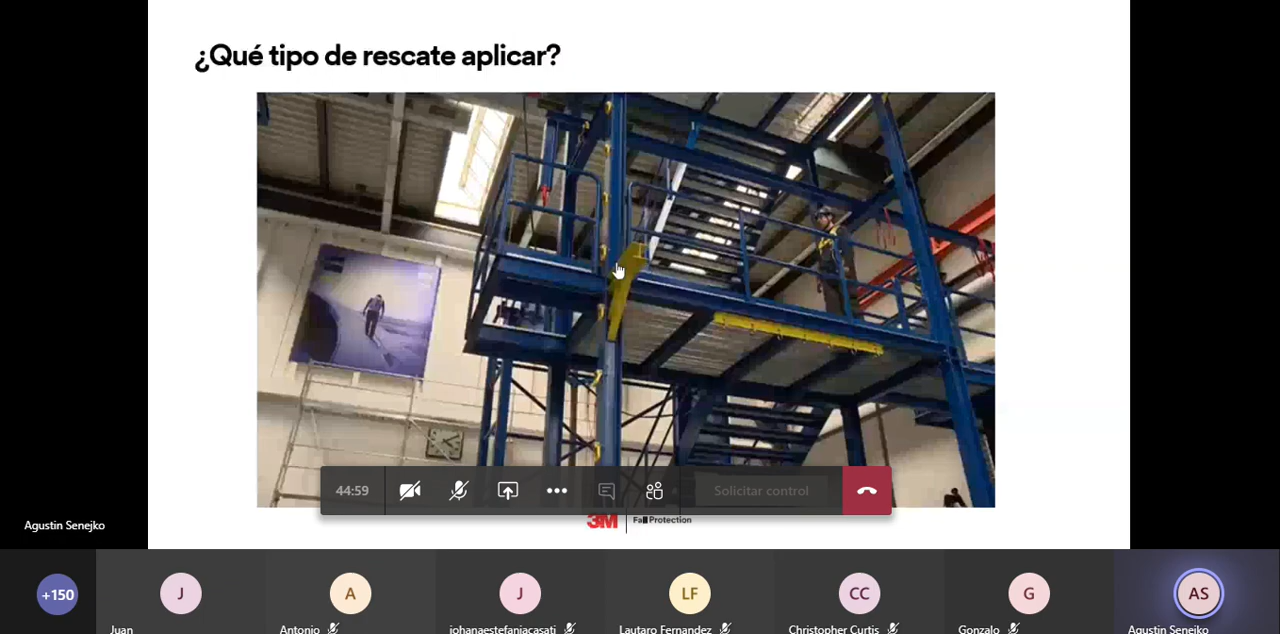 ¿Qué tipo de rescate aplicar?
44:59
Solicitar control
3M
Fall Protection
Agustin Senejko
+150
J
A
J
LF
CC
G
AS
Juan
Antonio
johanaestefaniacasati
Lautaro Fernandez
Christopher Curtis
Gonzalo
Agustin Senejko